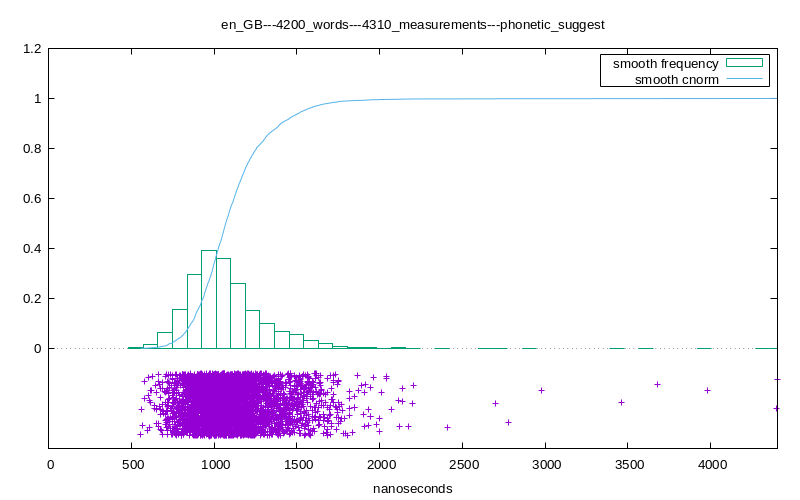 en_GB---4200_words---4310_measurements---phonetic_suggest
1.2
smooth frequency
smooth cnorm
1
0.8
0.6
0.4
0.2
0
0 500 1000 1500 2000 2500 3000 3500 4000
nanoseconds